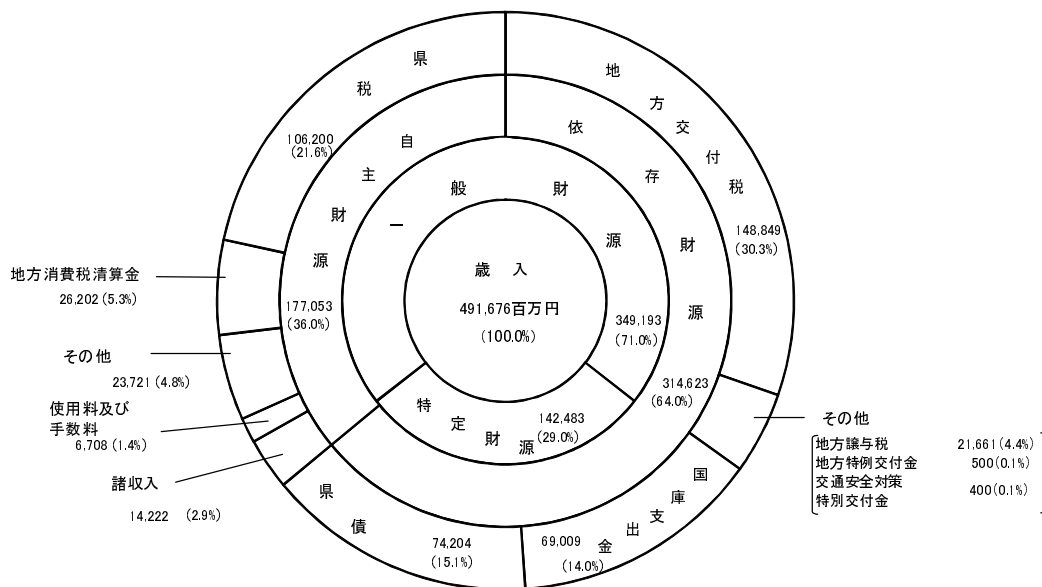 歳 入
491,676百万円
(100.0%)
一般財源
349,193
(71.0%)
特定財源
142,483
(29.0%)
自主財源
177,053
(36.0%)
依存財源
314,623
(64.0%)
県税
106,200
(21.6%)
地方交付税
148,849
(30.3%)
地方消費税清算金
26,202(5.3%)
その他
23,721(4.8%)
使用料及び
手数料
6,708(1.4%)
諸収入
14,222 (2.9%)
県債
74,204
(15.1%)
国庫支出金
69,009
(14.0%)
その他
地方譲与税 21,661(4.4%)
地方特例交付金 500(0.1%)
交通安全対策
特別交付金 400(0.1%)